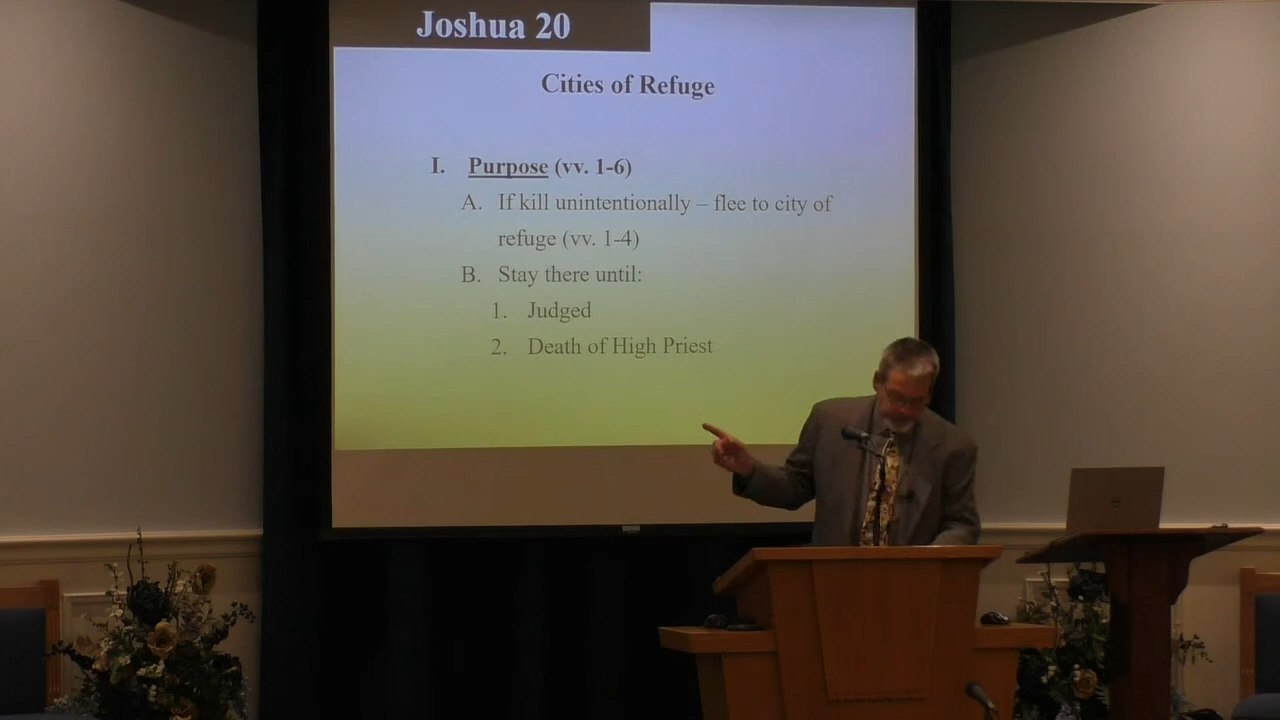 Joshua 20
Cities of Refuge
I. Purpose (vv. 1-6)
A. If kill unintentionally – flee to city of
refuge (vv. 1-4)
B. Stay there until:
1. Judged
2. Death of High Priest